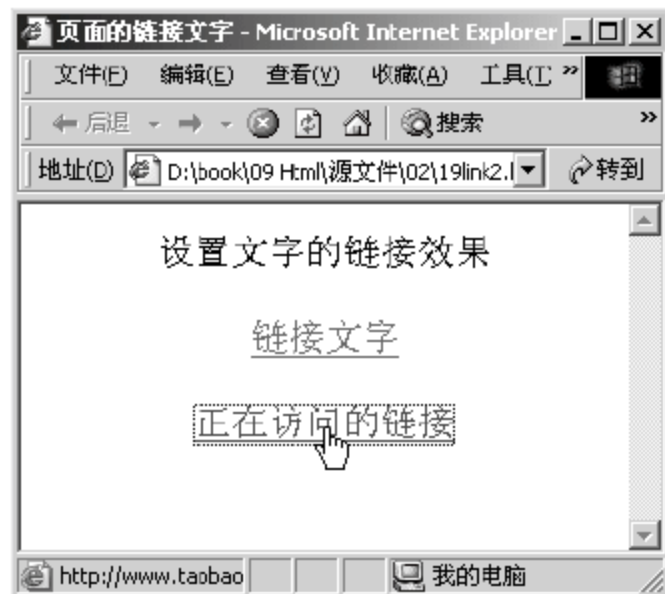 页面的链接文字 - Microsoft Internet Explorer
文件(F) 编辑(E) 查看(V) 收藏(A) 工具(T) »
后退 搜索 »
地址(D) D:\book\09 Html\源文件\02\19link2.l 转到
设置文字的链接效果
链接文字
正在访问的链接
http://www.taobao 我的电脑